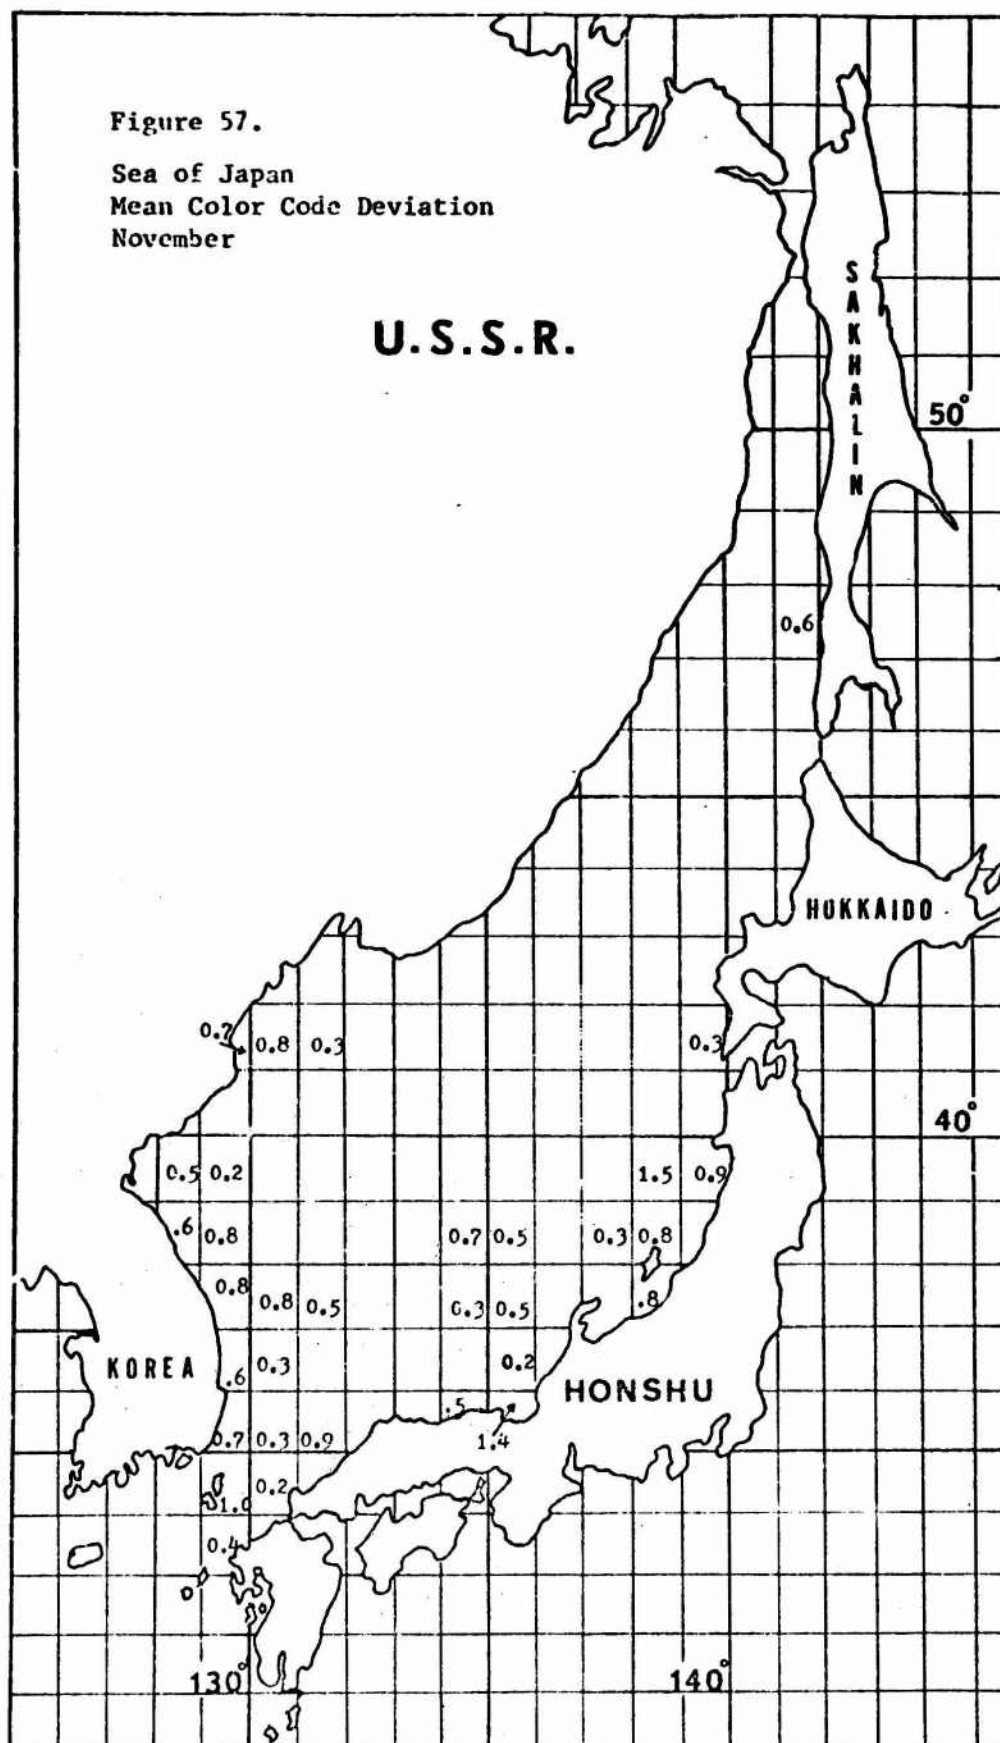 Figure 57.
Sea of Japan
Mean Color Code Deviation
November
U.S.S.R.
SAKHALIN
50°
0.6
HOKKAIDO
0.7
0.8 0.3
0.3
40°
0.5 0.2
1.5 0.9
.6 0.8
0.7 0.5
0.3 0.8
0.8
0.8 0.5
0.3 0.5
.8
KOREA
.6 0.3
0.2
HONSHU
.5
1.4
0.7 0.3 0.9
0.2
1.0
0.4
130°
140°